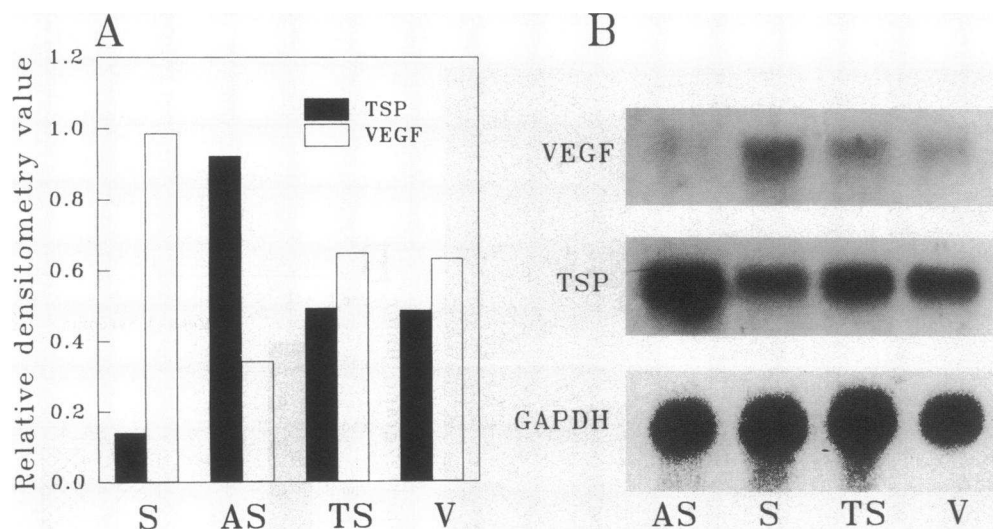 A
Relative densitometry value
1.2
1.0
0.8
0.6
0.4
0.2
0.0
TSP
VEGF
S AS TS V
B
VEGF
TSP
GAPDH
AS S TS V